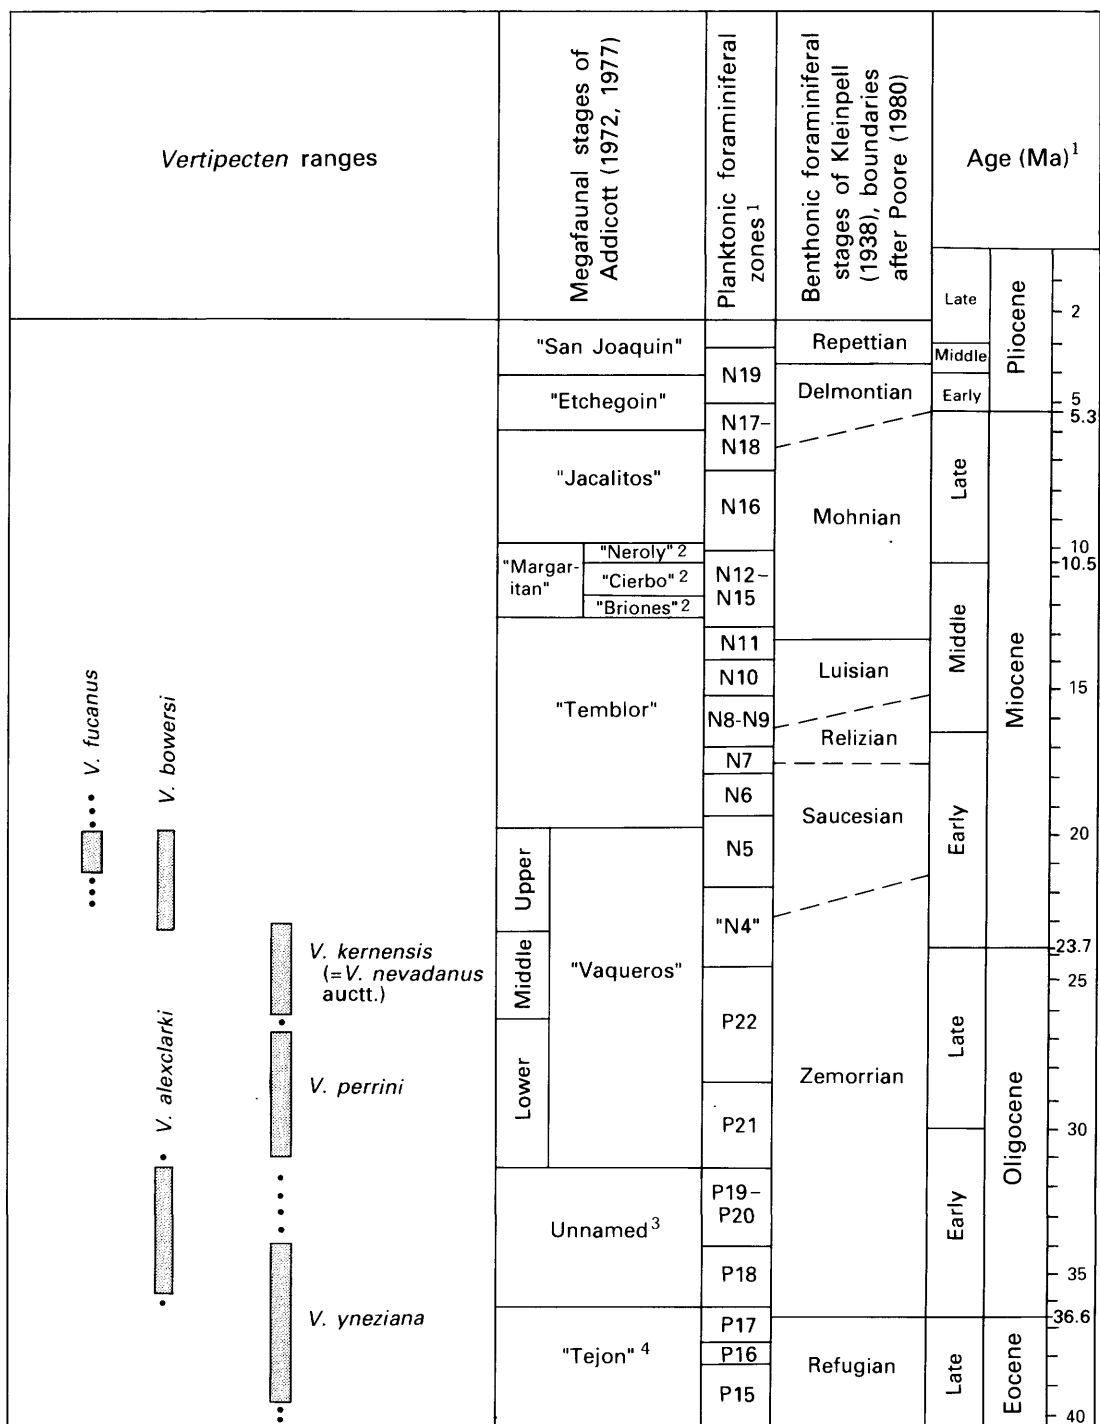 Vertipecten ranges
Megafaunal stages of
Addicott (1972, 1977)
Planktonic foraminiferal
zones 1
Benthonic foraminiferal
stages of Kleinpell
(1938), boundaries
after Poore (1980)
Age (Ma) 1
"San Joaquin"
"Etchegoin"
"Jacalitos"
"Margar-
itan"
"Neroly" 2
"Cierbo" 2
"Briones" 2
"Temblor"
Upper
Middle
Lower
"Vaqueros"
Unnamed 3
"Tejon" 4
N19
N17–
N18
N16
N12–
N15
N11
N10
N8-N9
N7
N6
N5
"N4"
P22
P21
P19–
P20
P18
P17
P16
P15
Repettian
Delmontian
Mohnian
Luisian
Relizian
Saucesian
Zemorrian
Refugian
Late
Middle
Early
Late
Middle
Early
Late
Early
Late
Pliocene
Miocene
Oligocene
Eocene
2
5
5.3
10
10.5
15
20
23.7
25
30
35
36.6
40
V. fucanus
V. bowersi
V. kernensis
(=V. nevadanus
auctt.)
V. alexclarki
V. perrini
V. yneziana